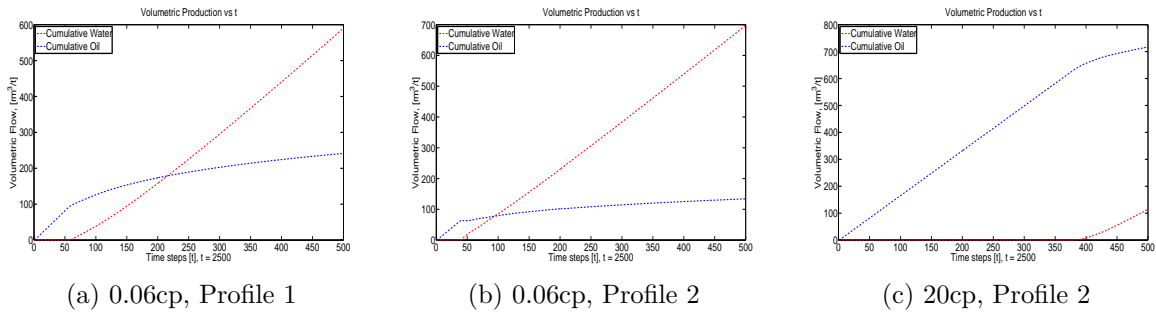 Volumetric Production vs t
Cumulative Water
Cumulative Oil
Volumetric Flow, [rm³/t]
600
500
400
300
200
100
0
0 50 100 150 200 250 300 350 400 450 500
Time steps [t], t = 2500
(a) 0.06cp, Profile 1
Volumetric Production vs t
Cumulative Water
Cumulative Oil
Volumetric Flow, [rm³/t]
700
600
500
400
300
200
100
0
0 50 100 150 200 250 300 350 400 450 500
Time steps [t], t = 2500
(b) 0.06cp, Profile 2
Volumetric Production vs t
Cumulative Water
Cumulative Oil
Volumetric Flow, [rm³/t]
800
700
600
500
400
300
200
100
0
0 50 100 150 200 250 300 350 400 450 500
Time steps [t], t = 2500
(c) 20cp, Profile 2